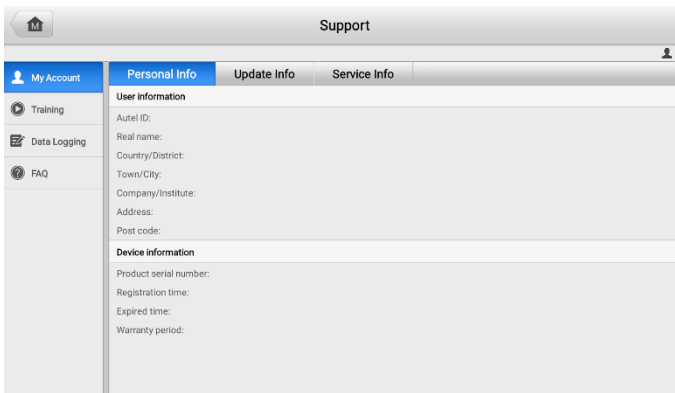 M
Support
My Account
Training
Data Logging
FAQ
Personal Info Update Info Service Info
User information
Autel ID:
Real name:
Country/District:
Town/City:
Company/Institute:
Address:
Post code:
Device information
Product serial number:
Registration time:
Expired time:
Warranty period: